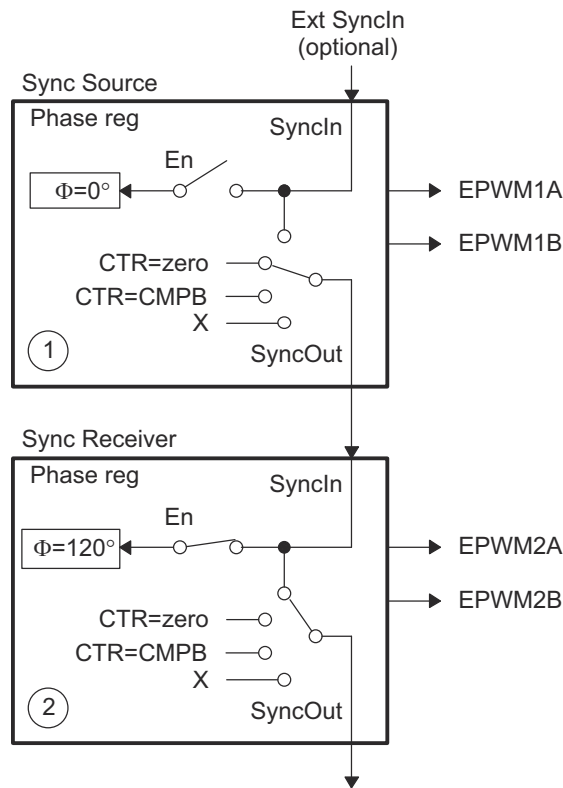 Ext SyncIn
(optional)
Sync Source
Phase reg
SyncIn
En
Φ=0°
EPWM1A
EPWM1B
CTR=zero
CTR=CMPB
X
1
SyncOut
Sync Receiver
Phase reg
SyncIn
En
Φ=120°
EPWM2A
EPWM2B
CTR=zero
CTR=CMPB
X
2
SyncOut